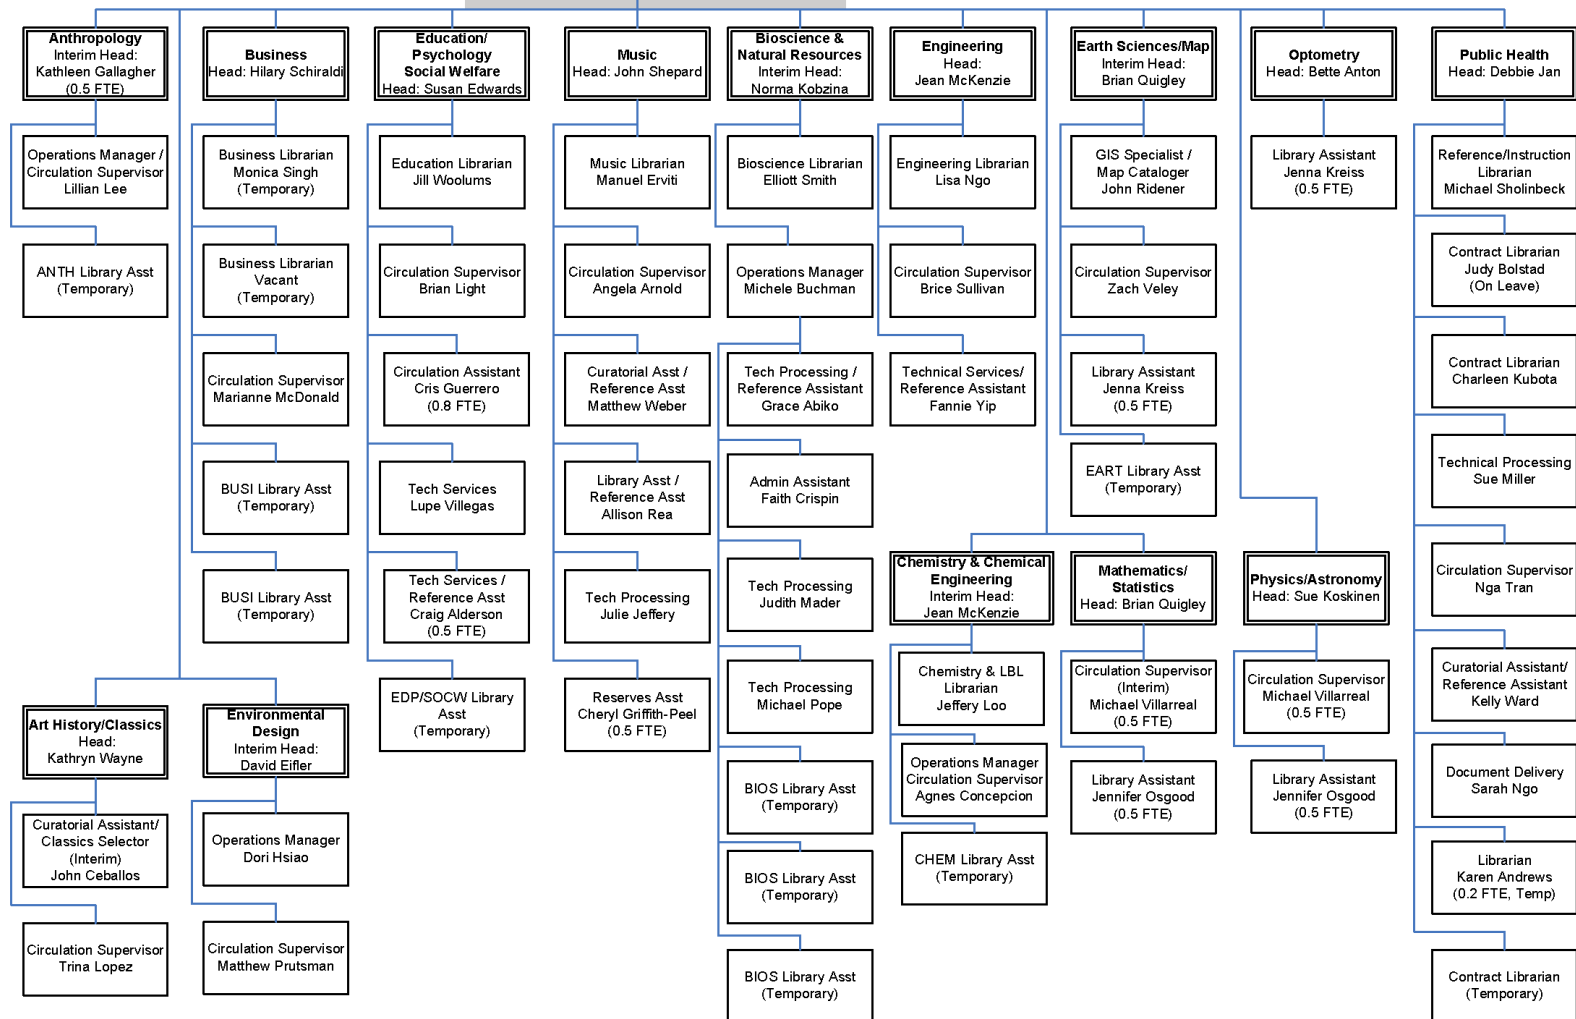 Anthropology
Interim Head:
Kathleen Gallagher
(0.5 FTE)
Operations Manager /
Circulation Supervisor
Lillian Lee
ANTH Library Asst
(Temporary)
Business
Head: Hilary Schiraldi
Business Librarian
Monica Singh
(Temporary)
Business Librarian
Vacant
(Temporary)
Circulation Supervisor
Marianne McDonald
BUSI Library Asst
(Temporary)
BUSI Library Asst
(Temporary)
Education/
Psychology
Social Welfare
Head: Susan Edwards
Education Librarian
Jill Woolums
Circulation Supervisor
Brian Light
Circulation Assistant
Cris Guerrero
(0.8 FTE)
Tech Services
Lupe Villegas
Tech Services /
Reference Asst
Craig Alderson
(0.5 FTE)
EDP/SOCW Library
Asst
(Temporary)
Music
Head: John Shepard
Music Librarian
Manuel Erviti
Circulation Supervisor
Angela Arnold
Curatorial Asst /
Reference Asst
Matthew Weber
Library Asst /
Reference Asst
Allison Rea
Tech Processing
Julie Jeffery
Reserves Asst
Cheryl Griffith-Peel
(0.5 FTE)
Bioscience &
Natural Resources
Interim Head:
Norma Kobzina
Bioscience Librarian
Elliott Smith
Operations Manager
Michele Buchman
Tech Processing /
Reference Assistant
Grace Abiko
Admin Assistant
Faith Crispin
Tech Processing
Judith Mader
Tech Processing
Michael Pope
BIOS Library Asst
(Temporary)
BIOS Library Asst
(Temporary)
BIOS Library Asst
(Temporary)
Engineering
Head:
Jean McKenzie
Engineering Librarian
Lisa Ngo
Circulation Supervisor
Brice Sullivan
Technical Services/
Reference Assistant
Fannie Yip
Earth Sciences/Map
Interim Head:
Brian Quigley
GIS Specialist /
Map Cataloger
John Ridener
Circulation Supervisor
Zach Veley
Library Assistant
Jenna Kreiss
(0.5 FTE)
EART Library Asst
(Temporary)
Optometry
Head: Bette Anton
Library Assistant
Jenna Kreiss
(0.5 FTE)
Public Health
Head: Debbie Jan
Reference/Instruction
Librarian
Michael Sholinbeck
Contract Librarian
Judy Bolstad
(On Leave)
Contract Librarian
Charleen Kubota
Technical Processing
Sue Miller
Circulation Supervisor
Nga Tran
Curatorial Assistant/
Reference Assistant
Kelly Ward
Document Delivery
Sarah Ngo
Librarian
Karen Andrews
(0.2 FTE, Temp)
Contract Librarian
(Temporary)
Art History/Classics
Head:
Kathryn Wayne
Curatorial Assistant/
Classics Selector
(Interim)
John Ceballos
Circulation Supervisor
Trina Lopez
Environmental
Design
Interim Head:
David Eifler
Operations Manager
Dori Hsiao
Circulation Supervisor
Matthew Prutsman
Chemistry & Chemical
Engineering
Interim Head:
Jean McKenzie
Chemistry & LBL
Librarian
Jeffery Loo
Operations Manager
Circulation Supervisor
Agnes Concepcion
CHEM Library Asst
(Temporary)
Mathematics/
Statistics
Head: Brian Quigley
Circulation Supervisor
(Interim)
Michael Villarreal
(0.5 FTE)
Library Assistant
Jennifer Osgood
(0.5 FTE)
Physics/Astronomy
Head: Sue Koskinen
Circulation Supervisor
Michael Villarreal
(0.5 FTE)
Library Assistant
Jennifer Osgood
(0.5 FTE)